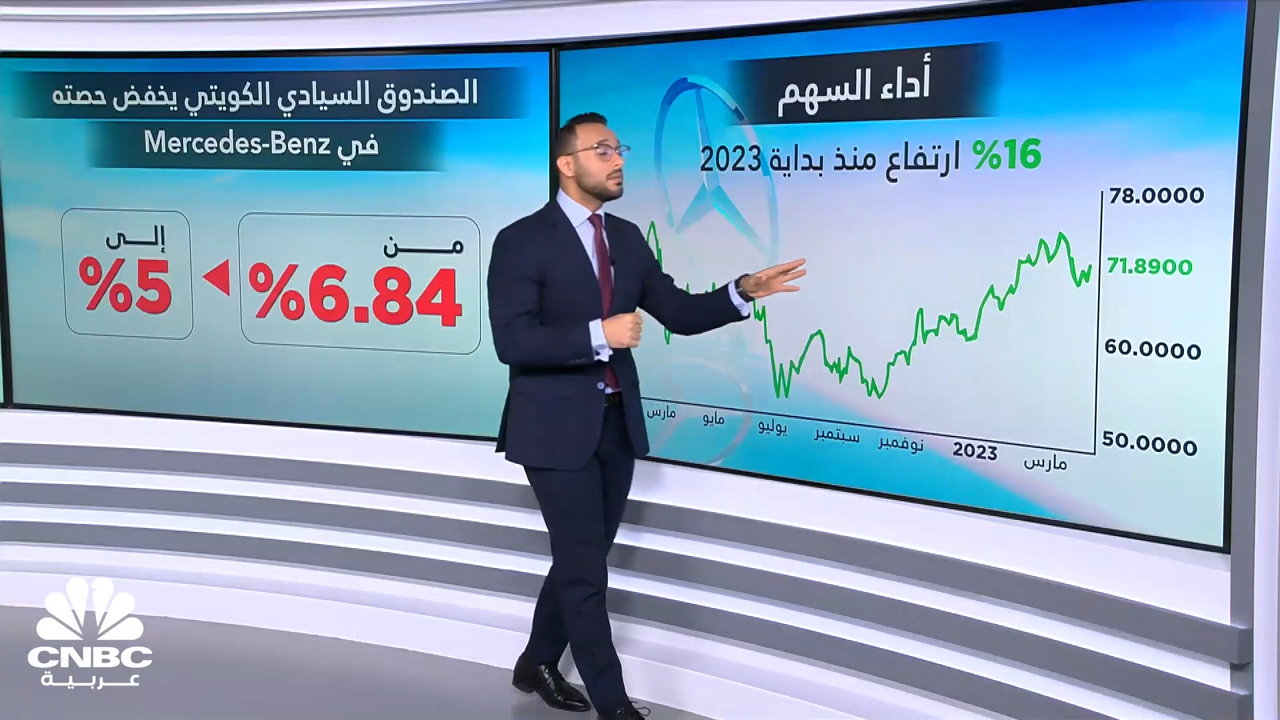 الصندوق السيادي الكويتي يخفض حصته
في Mercedes-Benz
من
%6.84
إلى
%5
أداء السهم
%16 ارتفاع منذ بداية 2023
78.0000
71.8900
60.0000
50.0000
مارس
مايو
يوليو
سبتمبر
نوفمبر
2023
مارس
CNBC
عربية